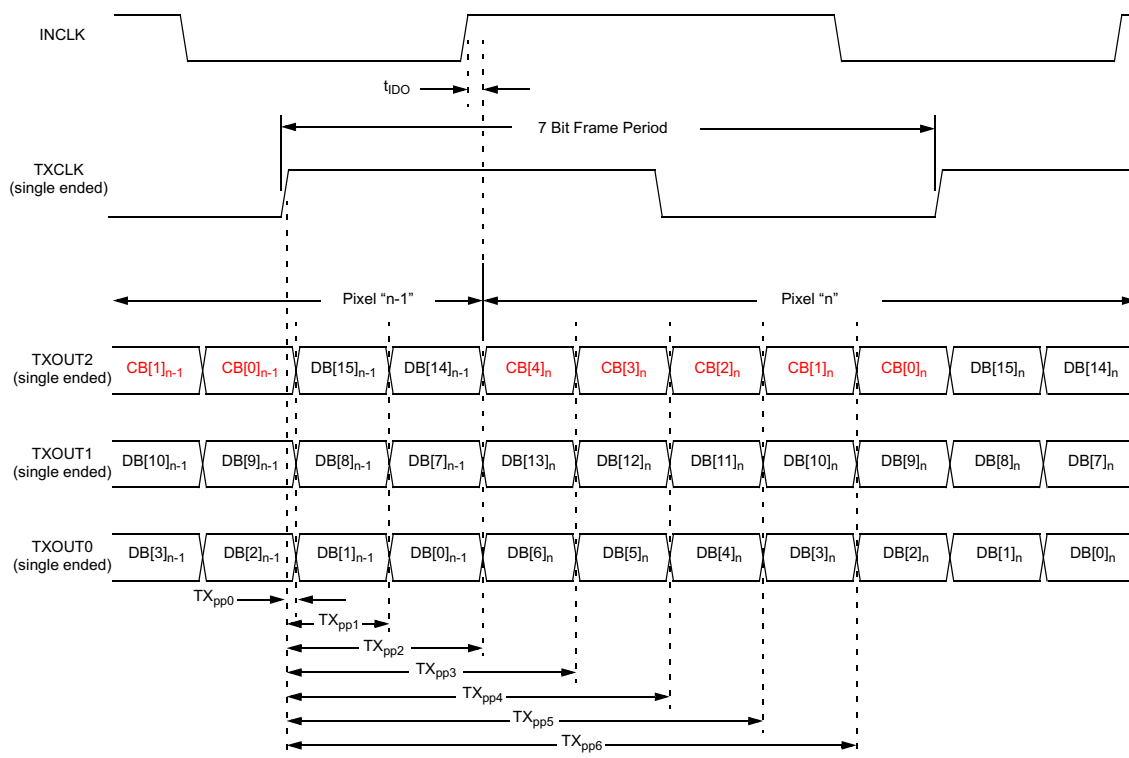 INCLK
tIDO
7 Bit Frame Period
TXCLK
(single ended)
Pixel “n-1” Pixel “n”
TXOUT2
(single ended)
CB[1]n-1 CB[0]n-1 DB[15]n-1 DB[14]n-1 CB[4]n CB[3]n CB[2]n CB[1]n CB[0]n DB[15]n DB[14]n
TXOUT1
(single ended)
DB[10]n-1 DB[9]n-1 DB[8]n-1 DB[7]n-1 DB[13]n DB[12]n DB[11]n DB[10]n DB[9]n DB[8]n DB[7]n
TXOUT0
(single ended)
DB[3]n-1 DB[2]n-1 DB[1]n-1 DB[0]n-1 DB[6]n DB[5]n DB[4]n DB[3]n DB[2]n DB[1]n DB[0]n
TXpp0
TXpp1
TXpp2
TXpp3
TXpp4
TXpp5
TXpp6